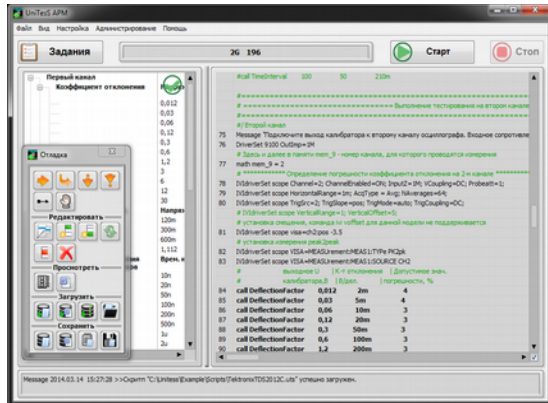 UniTesS APM
Файл Вид Настройка Администрирование Помощь
Задания
2G 196
Старт
Стоп
Первый канал
Коэффициент отклонения
0,012
0,03
0,06
0,12
0,3
0,6
1,2
3
6
12
30
120m
300m
600m
1,112
10n
20n
50n
100n
200n
500n
1u
2u
Отладка
Редактировать
Просмотреть
Загрузить
Сохранить
#call TimeInterval 100 50 210m
#/ Второй канал
75 Message "Подключите выход калибратора к второму каналу осциллографа. Входное сопротивле
76 DriverSet 9100 OutImp=1M
# Здесь и далее в памяти mem_9 - номер канала, для которого проводятся измерения
77 math mem_9 = 2
# Определение погрешности коэффициента отклонения на 2-м канале
78 IVIdriverSet scope Channel=2; ChannelEnabled=ON; InputZ=1M; VCoupling=DC; Probeatt=1;
79 IVIdriverSet scope HorizontalRange=1m; AcqType = Avg; NAverages=64;
80 IVIdriverSet scope TrigSrc=2; TrigSlope=pos; TrigMode=auto; TrigCoupling=DC;
# IVIdriverSet scope VerticalRange=1; VerticalOffset=5;
# установка смещения, команда ivi voffset для данной модели не поддерживается
81 IVIdriverSet scope visa=ch2:pos -3.5
# установка измерения peak2peak
82 IVIdriverSet scope VISA=MEASUrement:MEAS1:TYPe PK2pk
83 IVIdriverSet scope VISA=MEASUrement:MEAS1:SOURCE CH2
# выходное U |К-т отклонения |Допустимое знач.
# калибратора,В |В/дел. |погрешности, %
84 call DeflectionFactor 0,012 2m 4
85 call DeflectionFactor 0,03 5m 4
86 call DeflectionFactor 0,06 10m 3
87 call DeflectionFactor 0,12 20m 3
88 call DeflectionFactor 0,3 50m 3
89 call DeflectionFactor 0,6 100m 3
90 call DeflectionFactor 1,2 200m 3
Message 2014.03.14 15:27:28 >>Скрипт "C:\Unitess\Example\Scripts\TektronixTDS2012C.uts" успешно загружен.